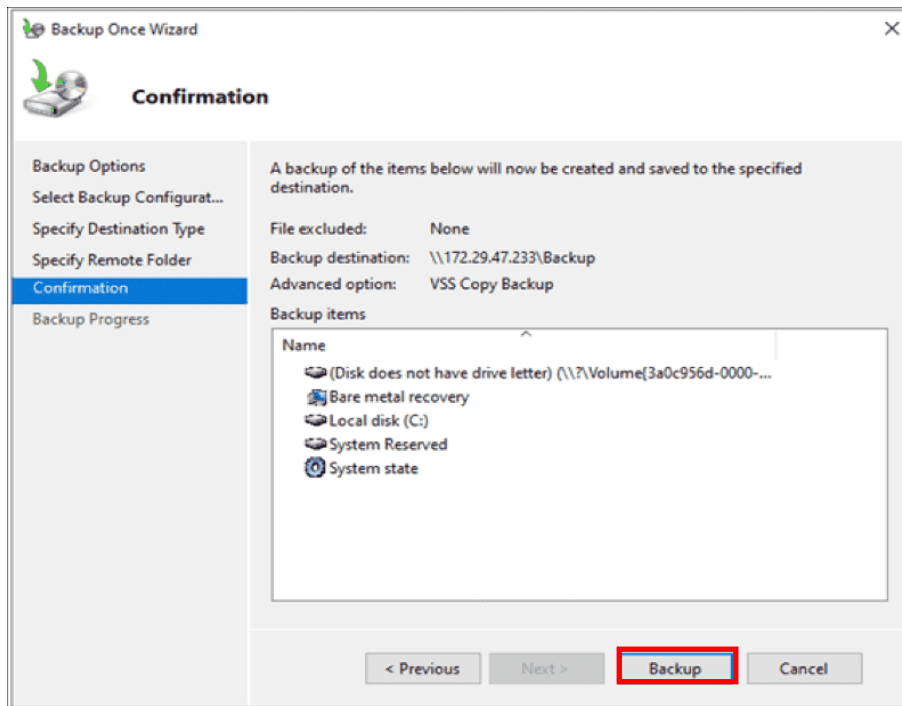 Backup Once Wizard
Confirmation
Backup Options
Select Backup Configurat...
Specify Destination Type
Specify Remote Folder
Confirmation
Backup Progress
A backup of the items below will now be created and saved to the specified
destination.
File excluded: None
Backup destination: \\172.29.47.233\Backup
Advanced option: VSS Copy Backup
Backup items
Name
(Disk does not have drive letter) (\\?\Volume{3a0c956d-0000-...
Bare metal recovery
Local disk (C:)
System Reserved
System state
< Previous
Next >
Backup
Cancel